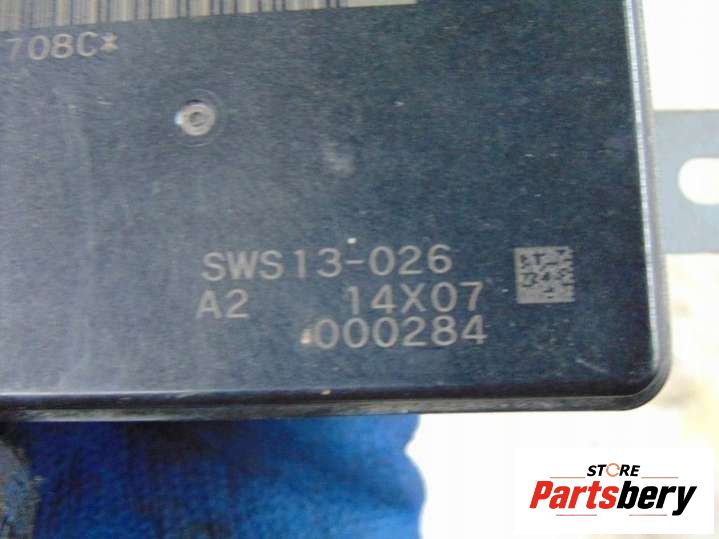 708C*
SWS13-026
A2 14X07
000284
STORE
Partsbery